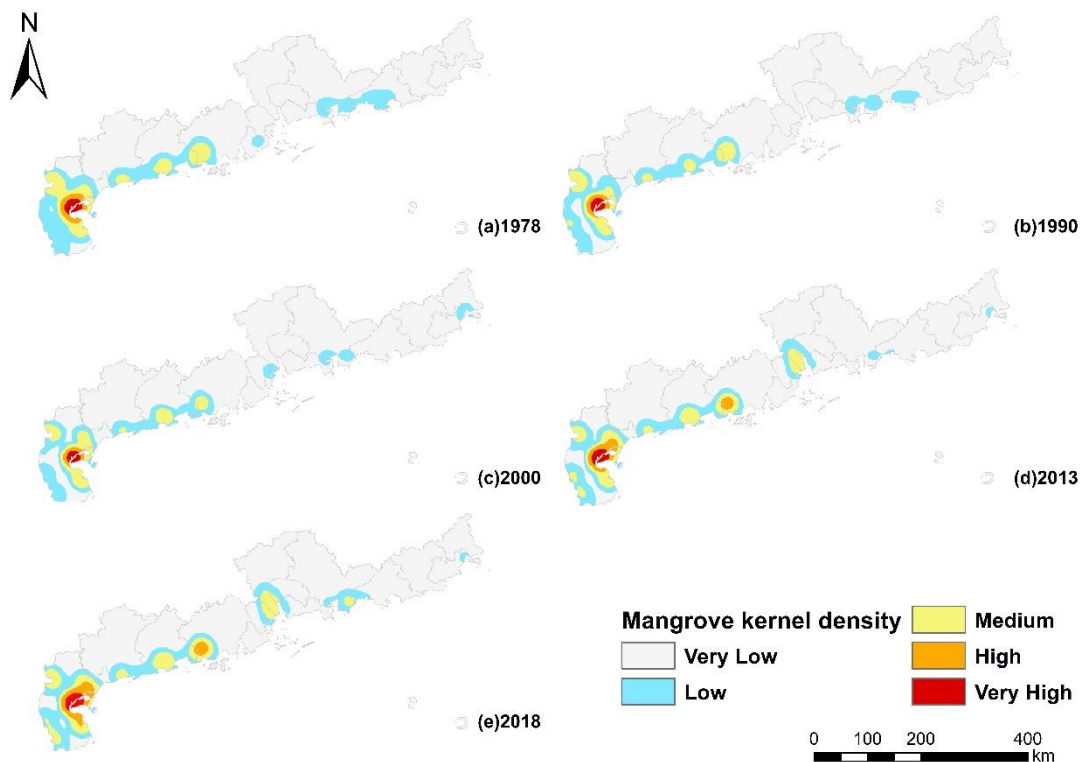 N
(a)1978
(b)1990
(c)2000
(d)2013
(e)2018
Mangrove kernel density
Very Low
Low
Medium
High
Very High
0 100 200 400
km